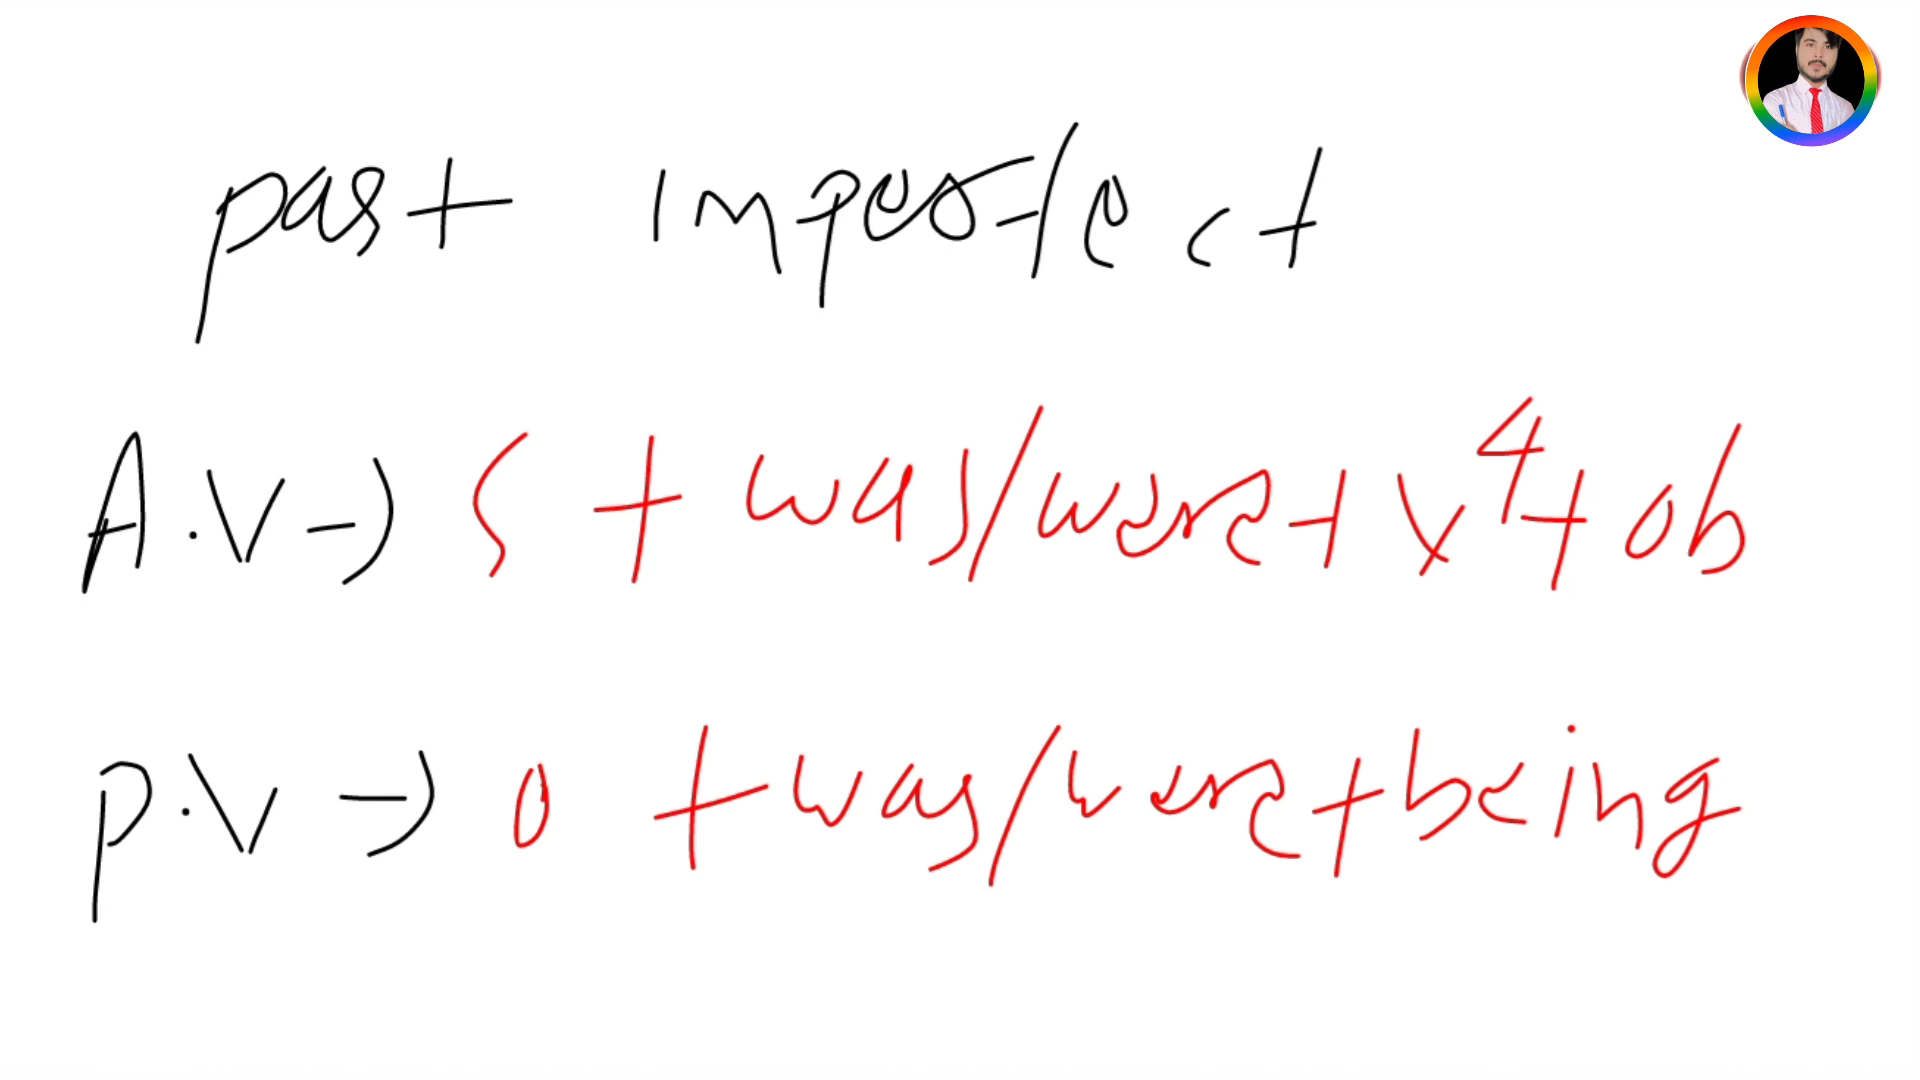 past Imperfect
A.V → S + was/were + V⁴ + ob
P.V → O + was/were + being